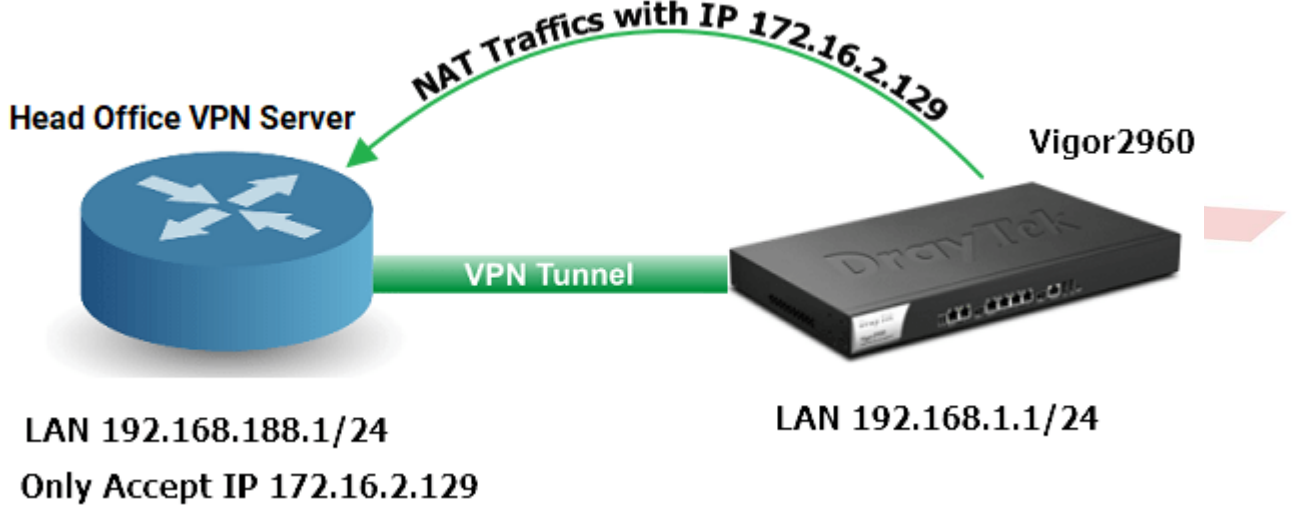 NAT Traffics with IP 172.16.2.129
Head Office VPN Server
Vigor2960
DrayTek
VPN Tunnel
LAN 192.168.188.1/24
LAN 192.168.1.1/24
Only Accept IP 172.16.2.129